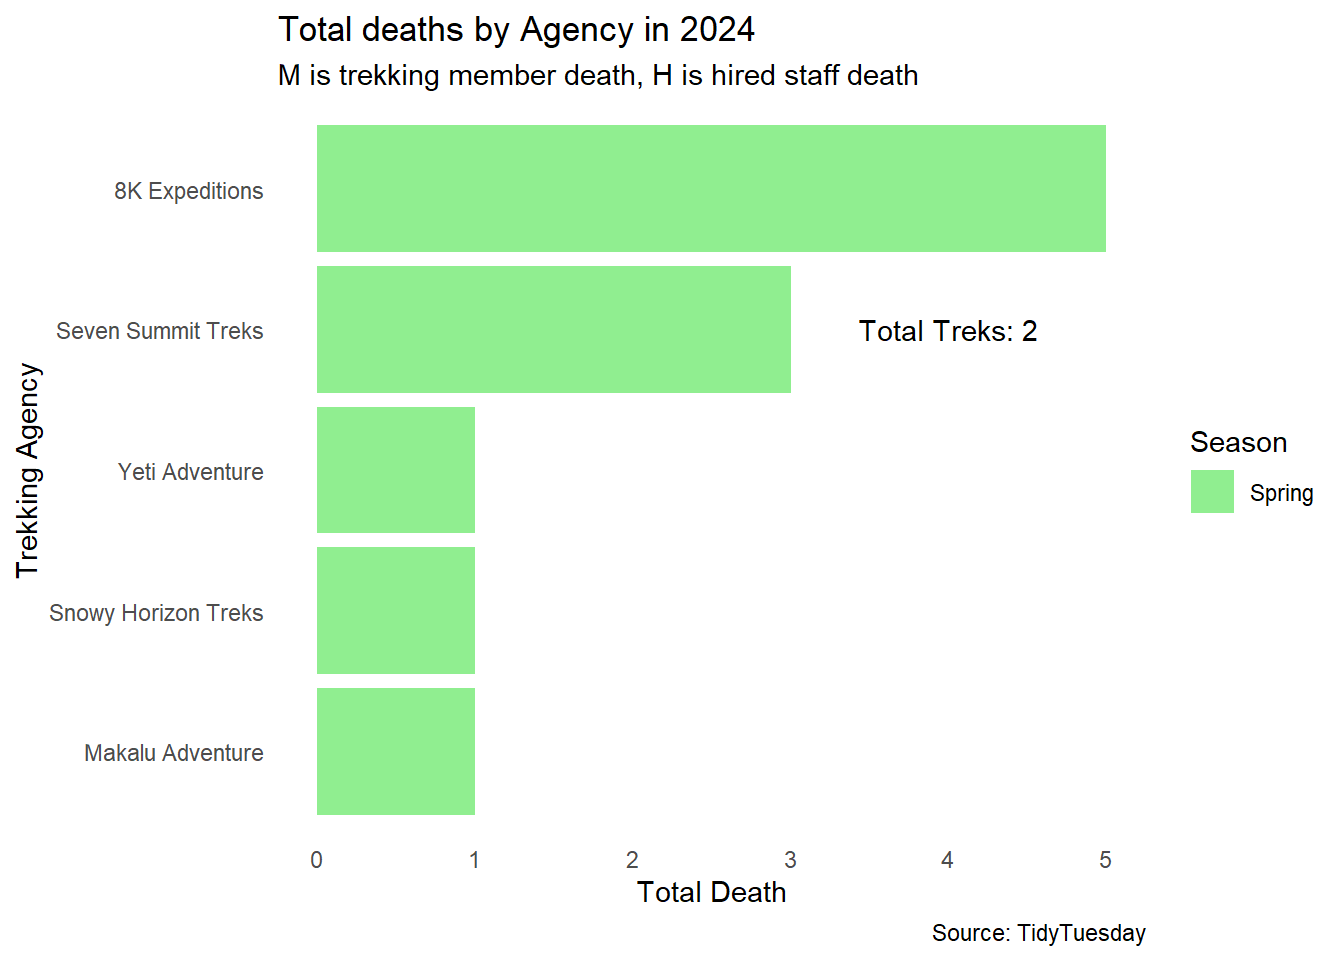 Total deaths by Agency in 2024
M is trekking member death, H is hired staff death
8K Expeditions
Seven Summit Treks
Total Treks: 2
Yeti Adventure
Snowy Horizon Treks
Makalu Adventure
Trekking Agency
Season
Spring
0 1 2 3 4 5
Total Death
Source: TidyTuesday